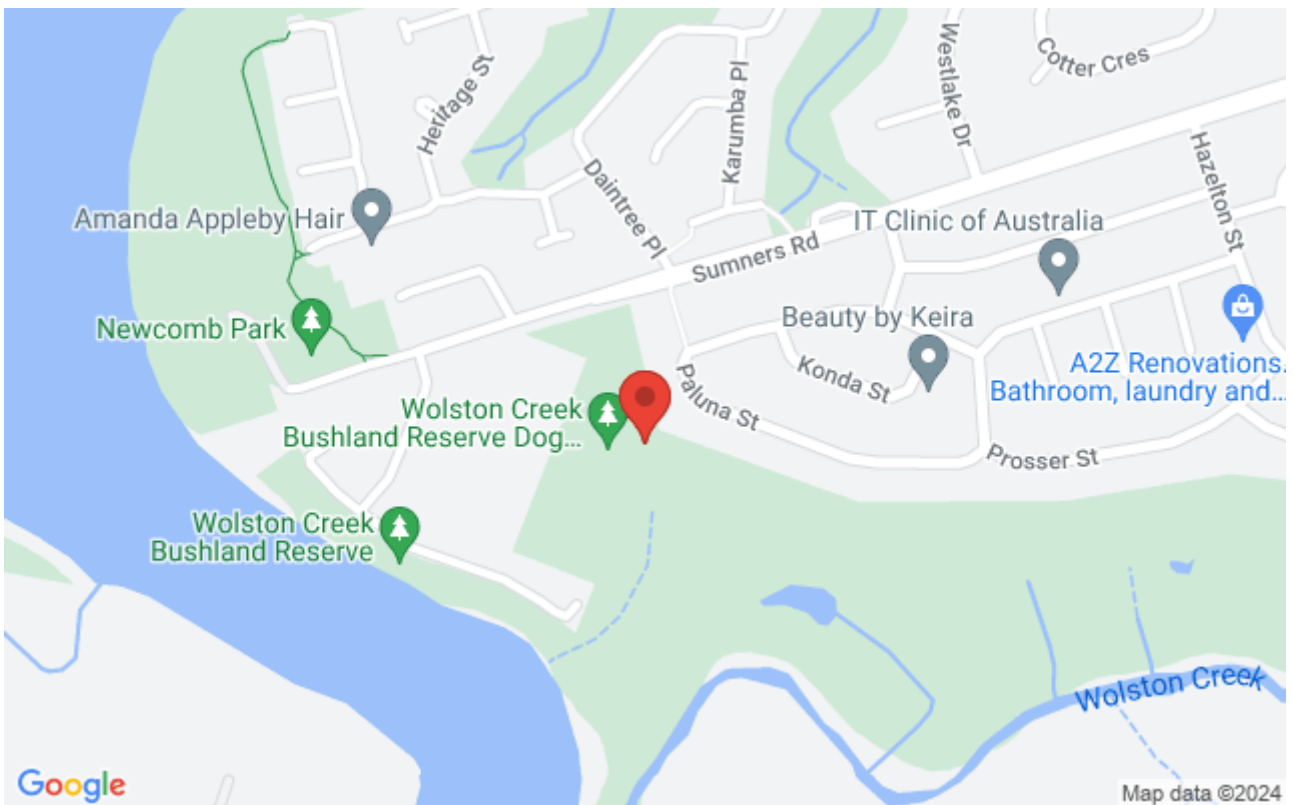 Cotter Cres
Westlake Dr
Heritage St
Karumba Pl
Hazelton St
Daintree Pl
Amanda Appleby Hair
IT Clinic of Australia
Sumners Rd
Newcomb Park
Beauty by Keira
Konda St
A2Z Renovations.
Bathroom, laundry and...
Paluna St
Wolston Creek
Bushland Reserve Dog...
Prosser St
Wolston Creek
Bushland Reserve
Wolston Creek
Google
Map data ©2024